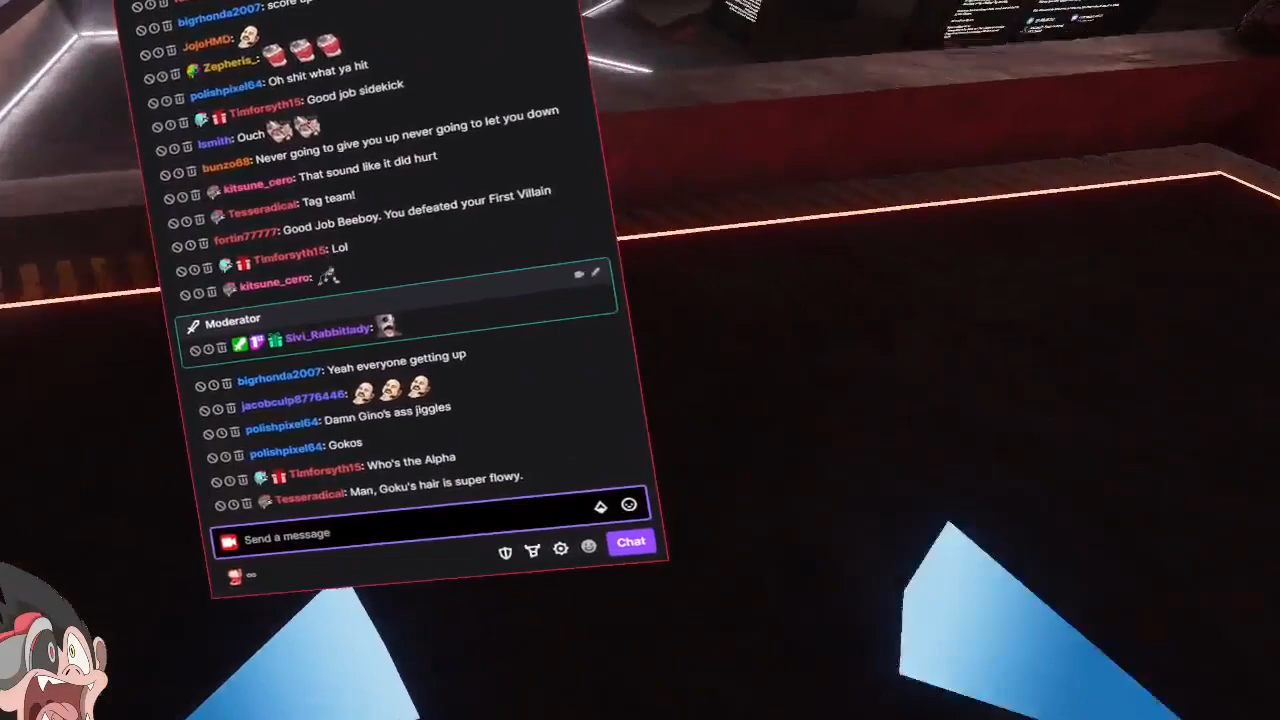 bigrhonda2007: score up
JojoHMD:
Zepheris_:
polishpixel64: Oh shit what ya hit
Timforsyth15: Good job sidekick
lsmith: Ouch
bunzo68: Never going to give you up never going to let you down
kitsune_cero: That sound like it did hurt
Tesseradical: Tag team!
fortin77777: Good Job Beeboy. You defeated your First Villain
Timforsyth15: Lol
kitsune_cero:
Moderator
Sivi_Rabbitlady:
bigrhonda2007: Yeah everyone getting up
jacobculp8776446:
polishpixel64: Damn Gino's ass jiggles
polishpixel64: Gokos
Timforsyth15: Who's the Alpha
Tesseradical: Man, Goku's hair is super flowy.
Send a message
∞
Chat